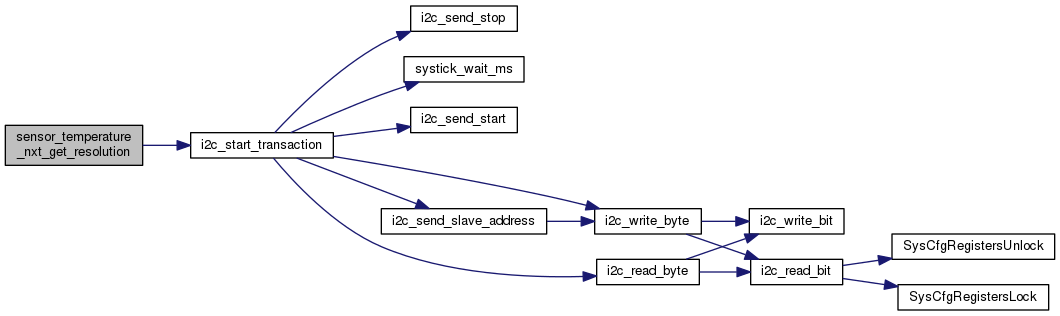 sensor_temperature
_nxt_get_resolution
i2c_start_transaction
i2c_send_stop
systick_wait_ms
i2c_send_start
i2c_send_slave_address
i2c_write_byte
i2c_read_byte
i2c_write_bit
i2c_read_bit
SysCfgRegistersUnlock
SysCfgRegistersLock